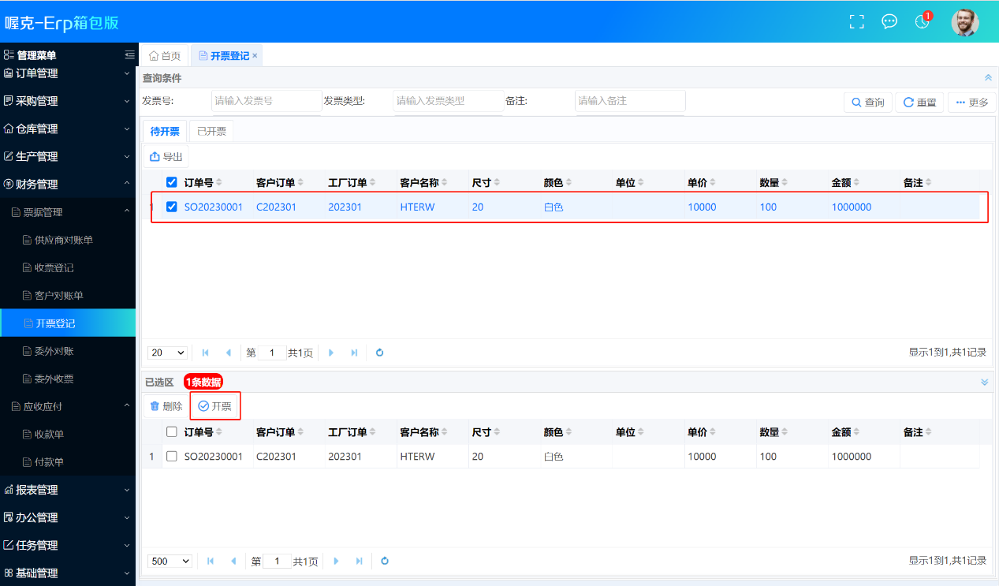 喔克-Erp箱包版
1
管理菜单
订单管理
采购管理
仓库管理
生产管理
财务管理
票据管理
供应商对账单
收票登记
客户对账单
开票登记
委外对账
委外收票
应收应付
收款单
付款单
报表管理
办公管理
任务管理
基础管理
首页 开票登记 ×
查询条件
发票号: 请输入发票号 发票类型: 请输入发票类型 备注: 请输入备注 查询 重置 更多
待开票 已开票
导出
订单号 客户订单 工厂订单 客户名称 尺寸 颜色 单位 单价 数量 金额 备注
1 SO20230001 C202301 202301 HTERW 20 白色 10000 100 1000000
20 第 1 共1页 显示1到1,共1记录
已选区 1条数据
删除 开票
订单号 客户订单 工厂订单 客户名称 尺寸 颜色 单位 单价 数量 金额 备注
1 SO20230001 C202301 202301 HTERW 20 白色 10000 100 1000000
500 第 1 共1页 显示1到1,共1记录